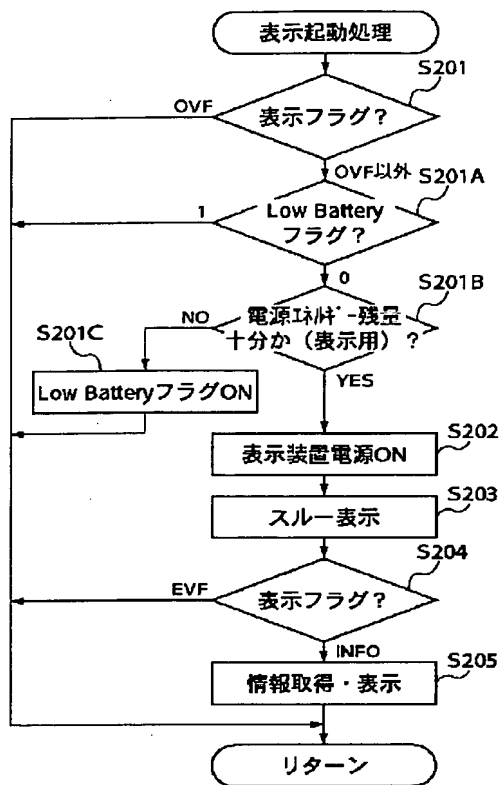 表示起動処理
S201
OVF
表示フラグ？
OVF以外
S201A
1
Low Battery
フラグ？
0
S201B
NO
電源ｴﾈﾙｷﾞｰ残量
十分か（表示用）？
S201C
Low BatteryフラグON
YES
S202
表示装置電源ON
S203
スルー表示
S204
EVF
表示フラグ？
INFO
S205
情報取得・表示
リターン